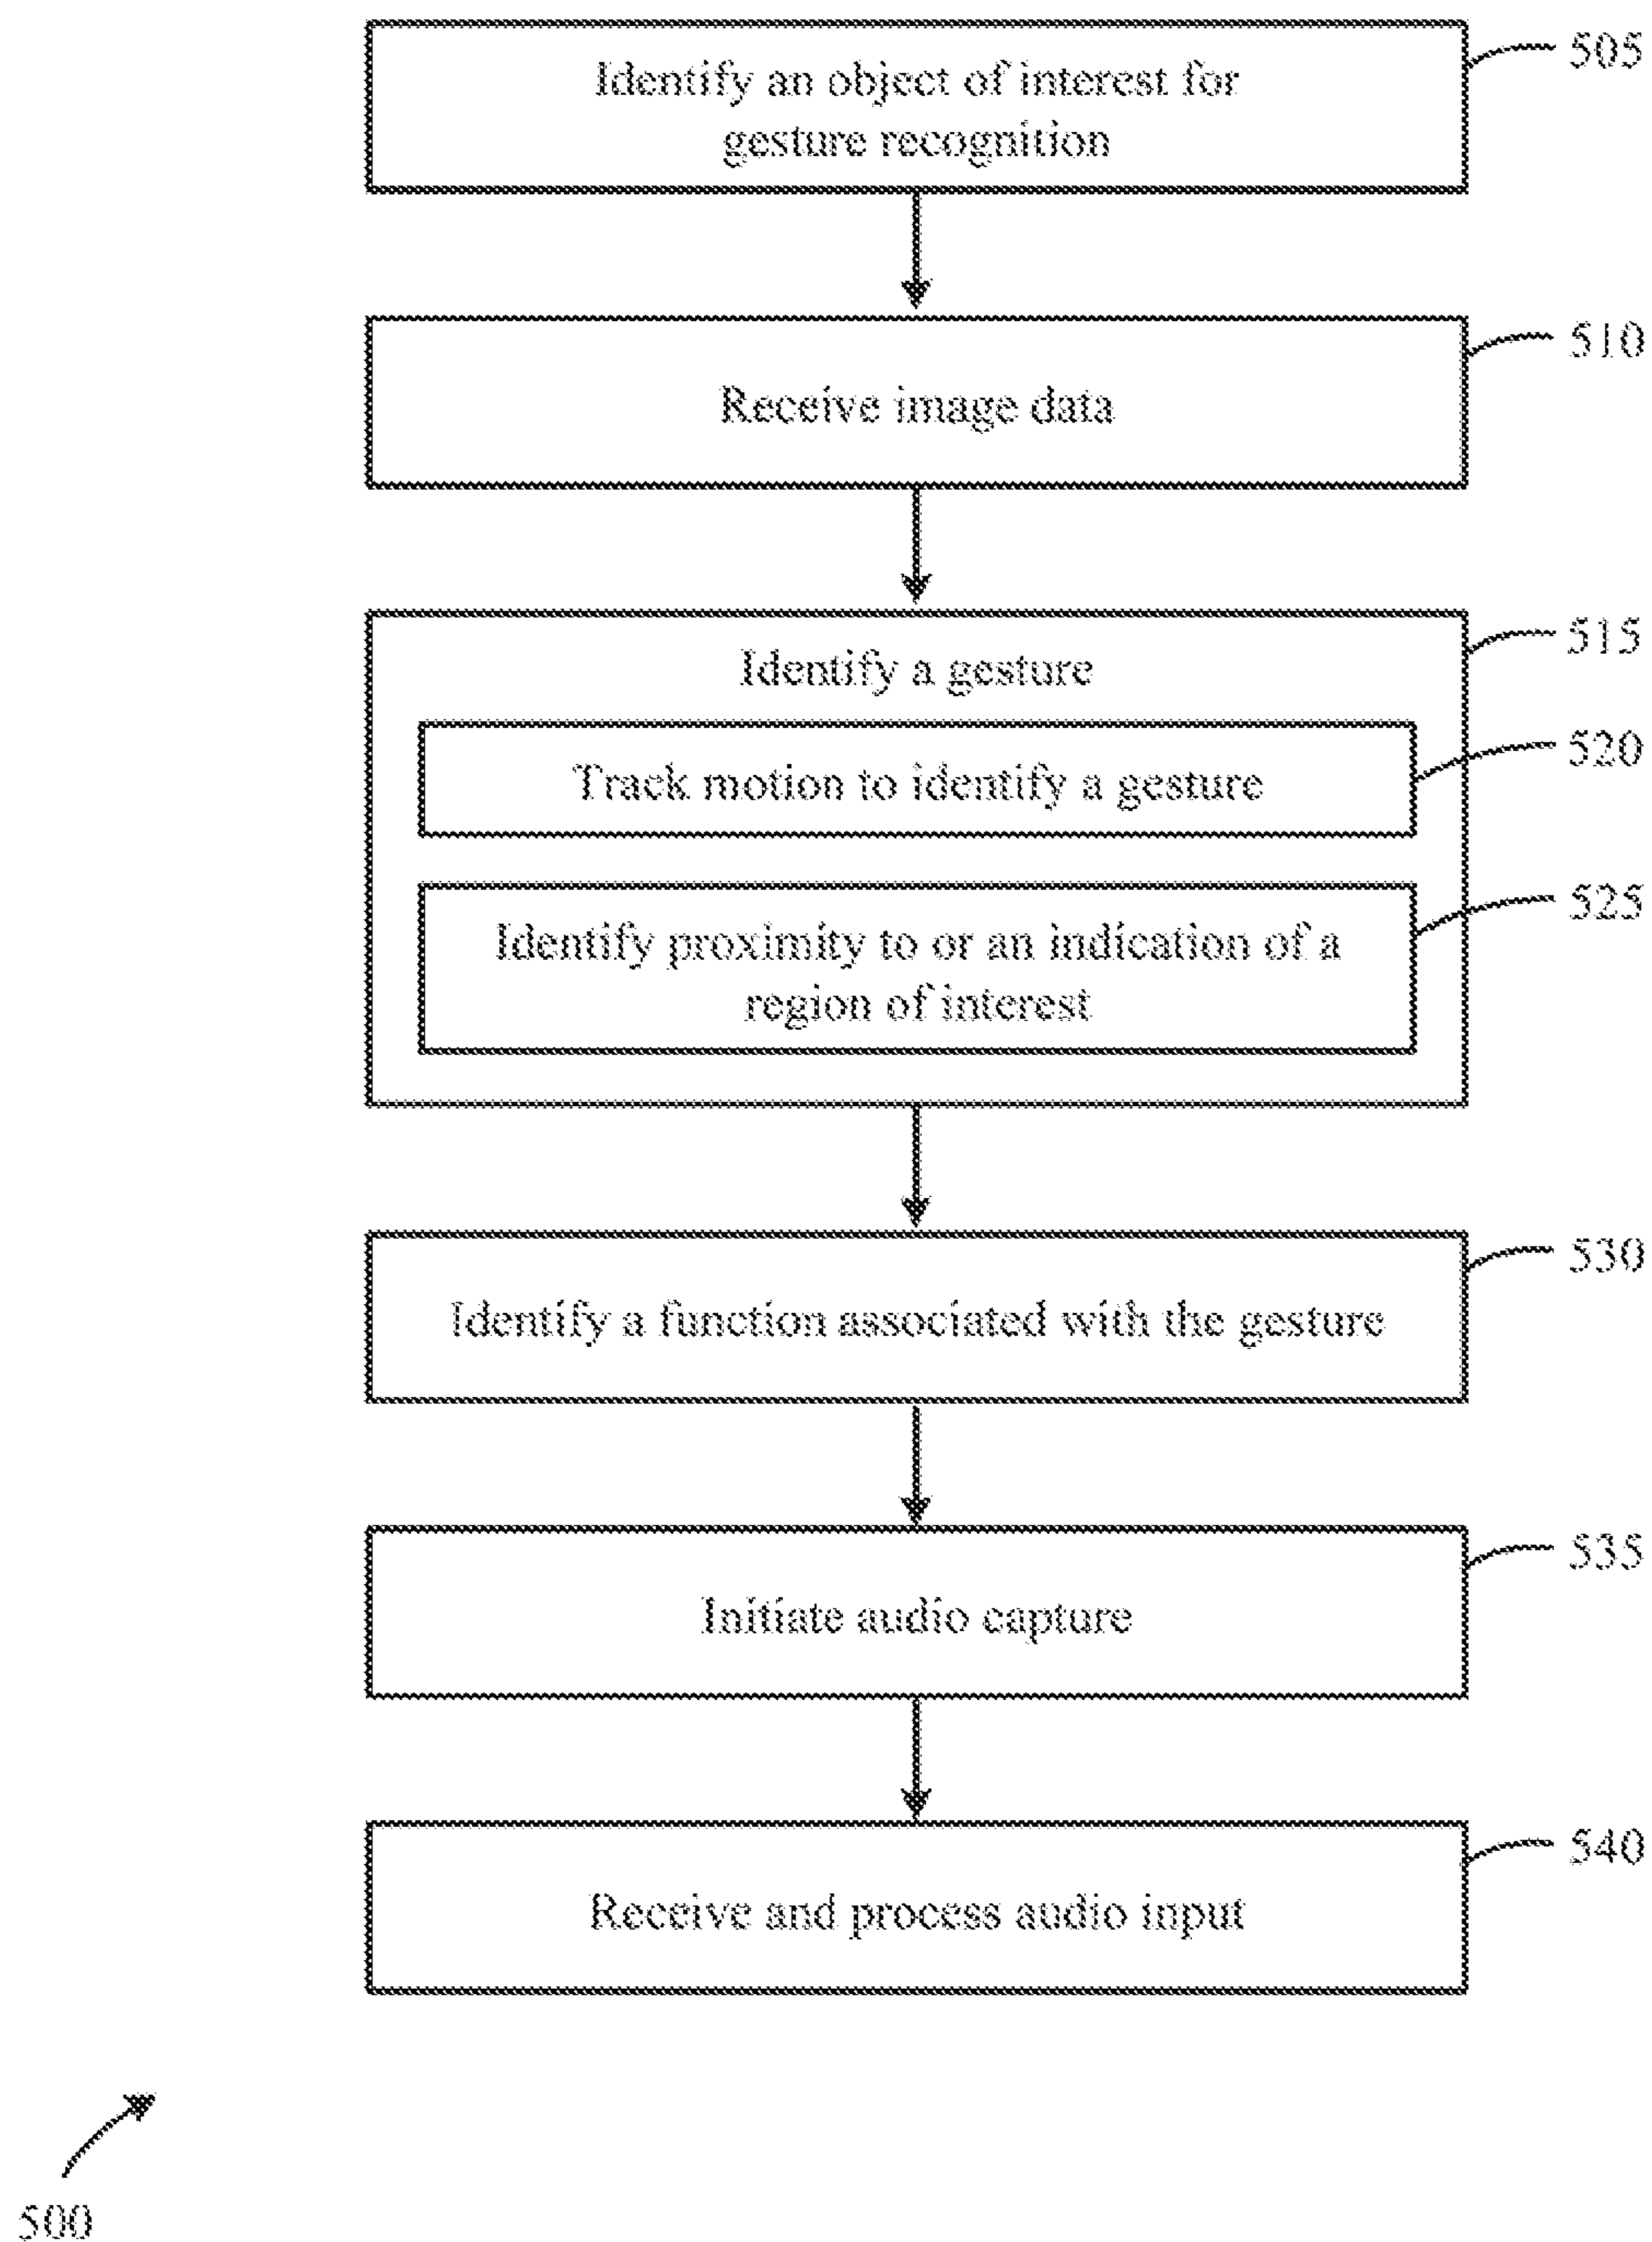 505
Identify an object of interest for
gesture recognition
510
Receive image data
515
Identify a gesture
520
Track motion to identify a gesture
525
Identify proximity to or an indication of a
region of interest
530
Identify a function associated with the gesture
535
Initiate audio capture
540
Receive and process audio input
500